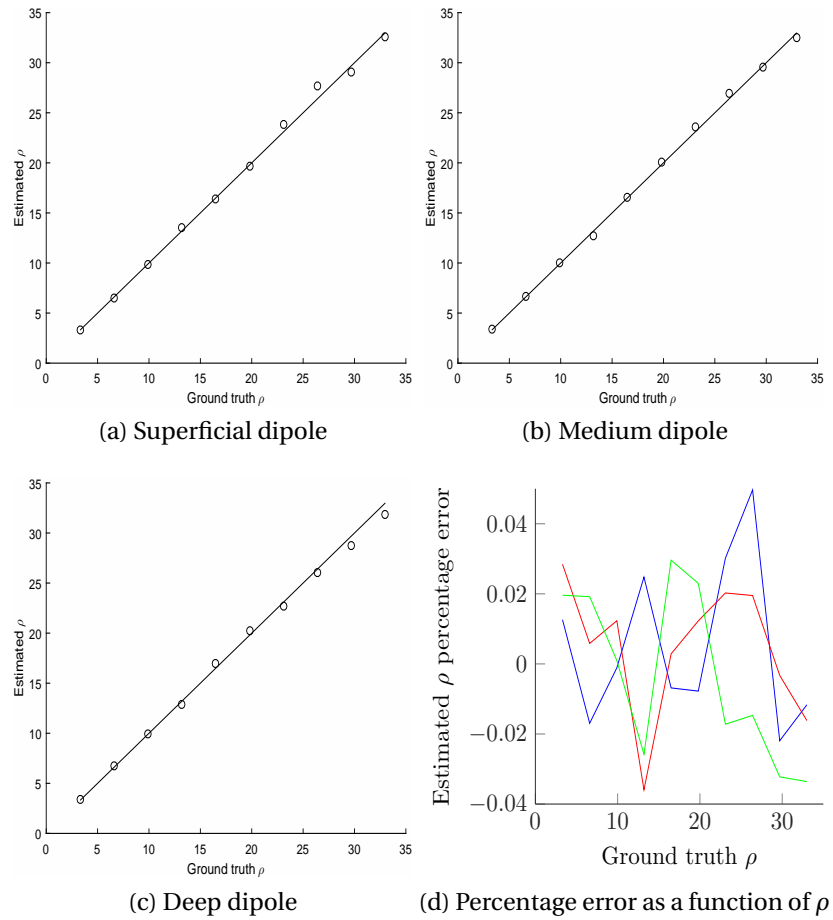 35
30
25
20
15
10
5
0
Estimated ρ
0 5 10 15 20 25 30 35
Ground truth ρ
(a) Superficial dipole
35
30
25
20
15
10
5
0
Estimated ρ
0 5 10 15 20 25 30 35
Ground truth ρ
(b) Medium dipole
35
30
25
20
15
10
5
0
Estimated ρ
0 5 10 15 20 25 30 35
Ground truth ρ
(c) Deep dipole
0.04
0.02
0
−0.02
−0.04
Estimated ρ percentage error
0 10 20 30
Ground truth ρ
(d) Percentage error as a function of ρ